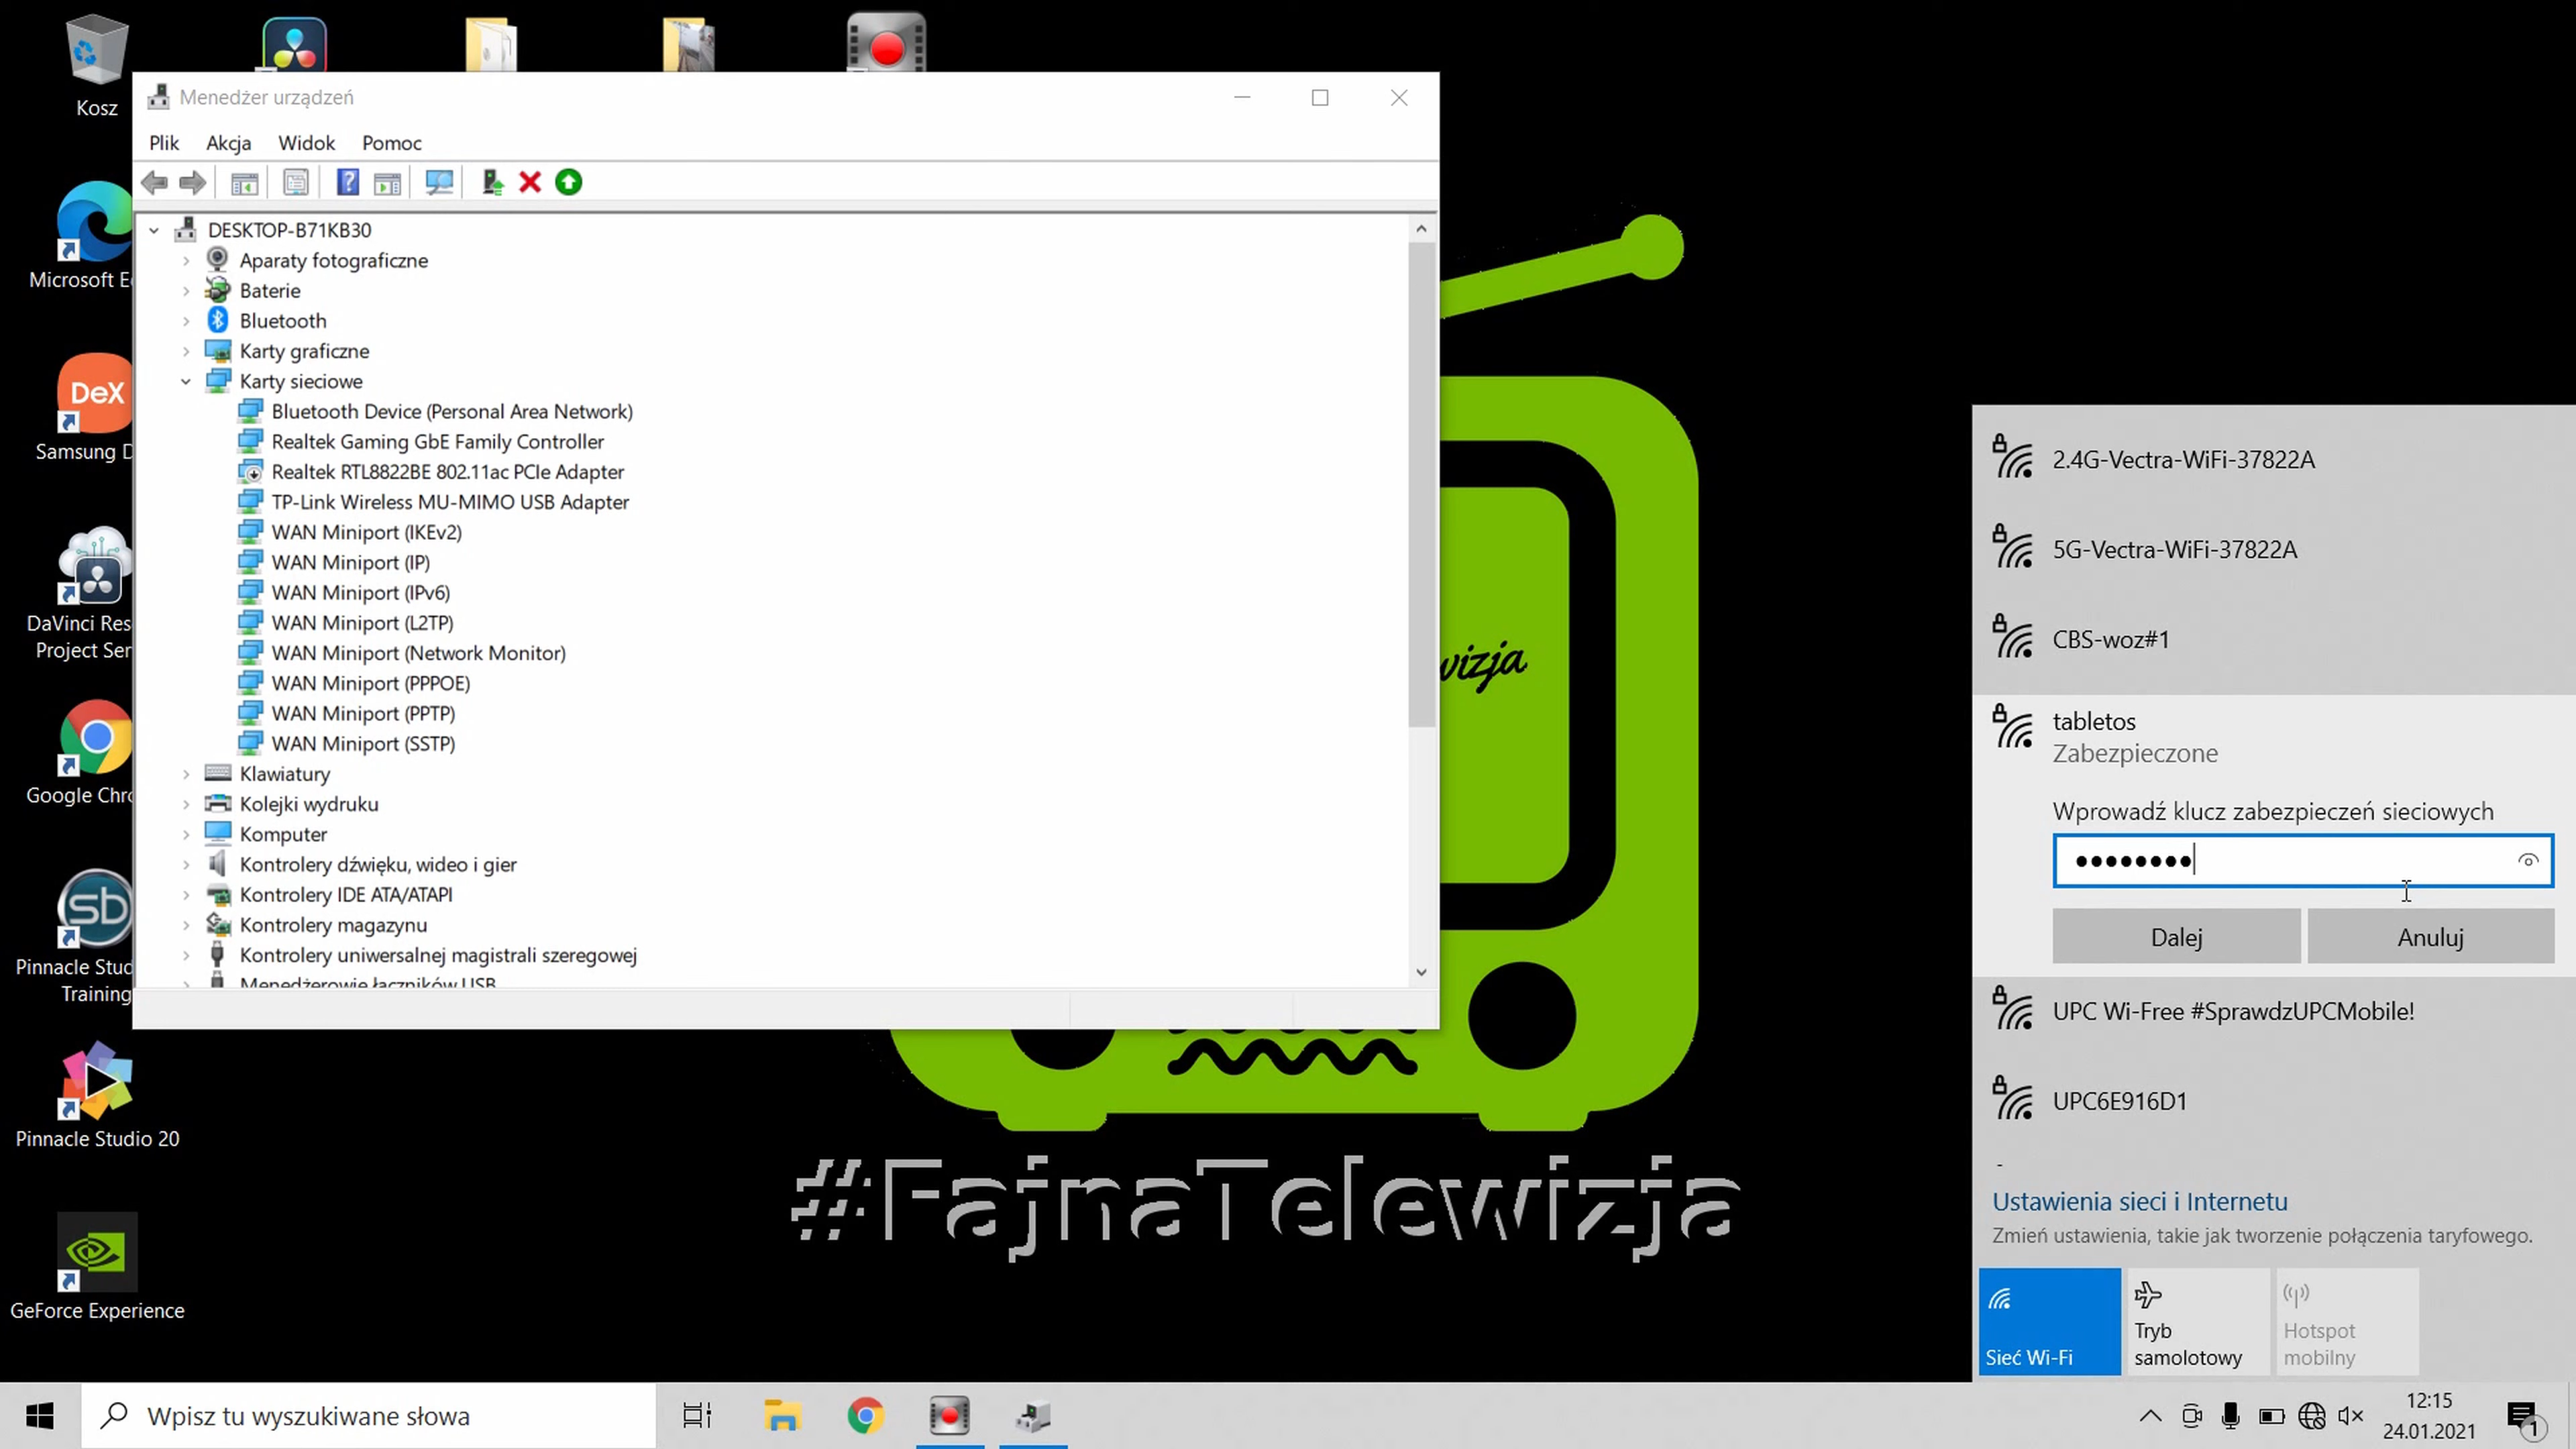 Kosz
Menedżer urządzeń
Plik Akcja Widok Pomoc
DESKTOP-B71KB30
Aparaty fotograficzne
Baterie
Bluetooth
Karty graficzne
Karty sieciowe
Bluetooth Device (Personal Area Network)
Realtek Gaming GbE Family Controller
Realtek RTL8822BE 802.11ac PCIe Adapter
TP-Link Wireless MU-MIMO USB Adapter
WAN Miniport (IKEv2)
WAN Miniport (IP)
WAN Miniport (IPv6)
WAN Miniport (L2TP)
WAN Miniport (Network Monitor)
WAN Miniport (PPPOE)
WAN Miniport (PPTP)
WAN Miniport (SSTP)
Klawiatury
Kolejki wydruku
Komputer
Kontrolery dźwięku, wideo i gier
Kontrolery IDE ATA/ATAPI
Kontrolery magazynu
Kontrolery uniwersalnej magistrali szeregowej
Menedżerowie łączników USB
Microsoft E
DeX
Samsung D
DaVinci Res
Project Ser
Google Chr
sb
Pinnacle Stud
Training
Pinnacle Studio 20
GeForce Experience
wizja
#FajnaTelewizja
2.4G-Vectra-WiFi-37822A
5G-Vectra-WiFi-37822A
CBS-woz#1
tabletos
Zabezpieczone
Wprowadź klucz zabezpieczeń sieciowych
Dalej Anuluj
UPC Wi-Free #SprawdzUPCMobile!
UPC6E916D1
Ustawienia sieci i Internetu
Zmień ustawienia, takie jak tworzenie połączenia taryfowego.
Sieć Wi-Fi
Tryb
samolotowy
Hotspot
mobilny
Wpisz tu wyszukiwane słowa
12:15
24.01.2021
1